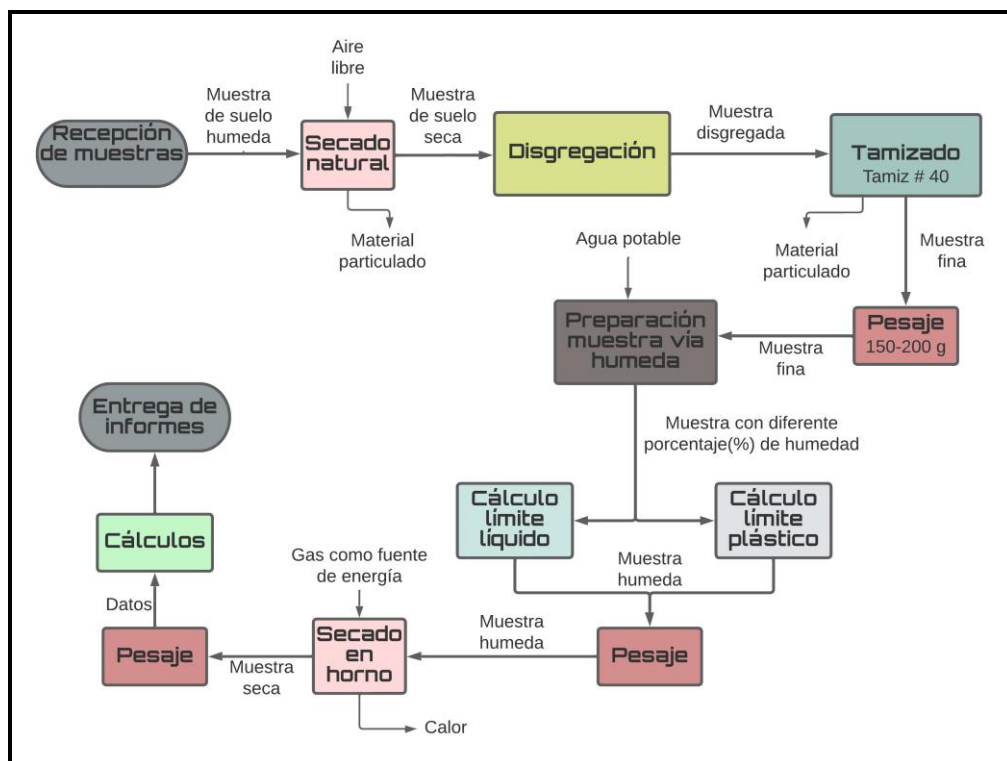 Aire
libre
Muestra
de suelo
humeda
Muestra
de suelo
seca
Muestra
disgregada
Recepción
de muestras
Secado
natural
Disgregación
Tamizado
Tamiz # 40
Material
particulado
Agua potable
Material
particulado
Muestra
fina
Preparación
muestra vía
humeda
Muestra
fina
Pesaje
150-200 g
Entrega de
informes
Muestra con diferente
porcentaje(%) de humedad
Cálculo
límite
líquido
Cálculo
límite
plástico
Cálculos
Gas como fuente
de energía
Muestra
humeda
Datos
Pesaje
Muestra
seca
Secado
en
horno
Muestra
humeda
Pesaje
Calor